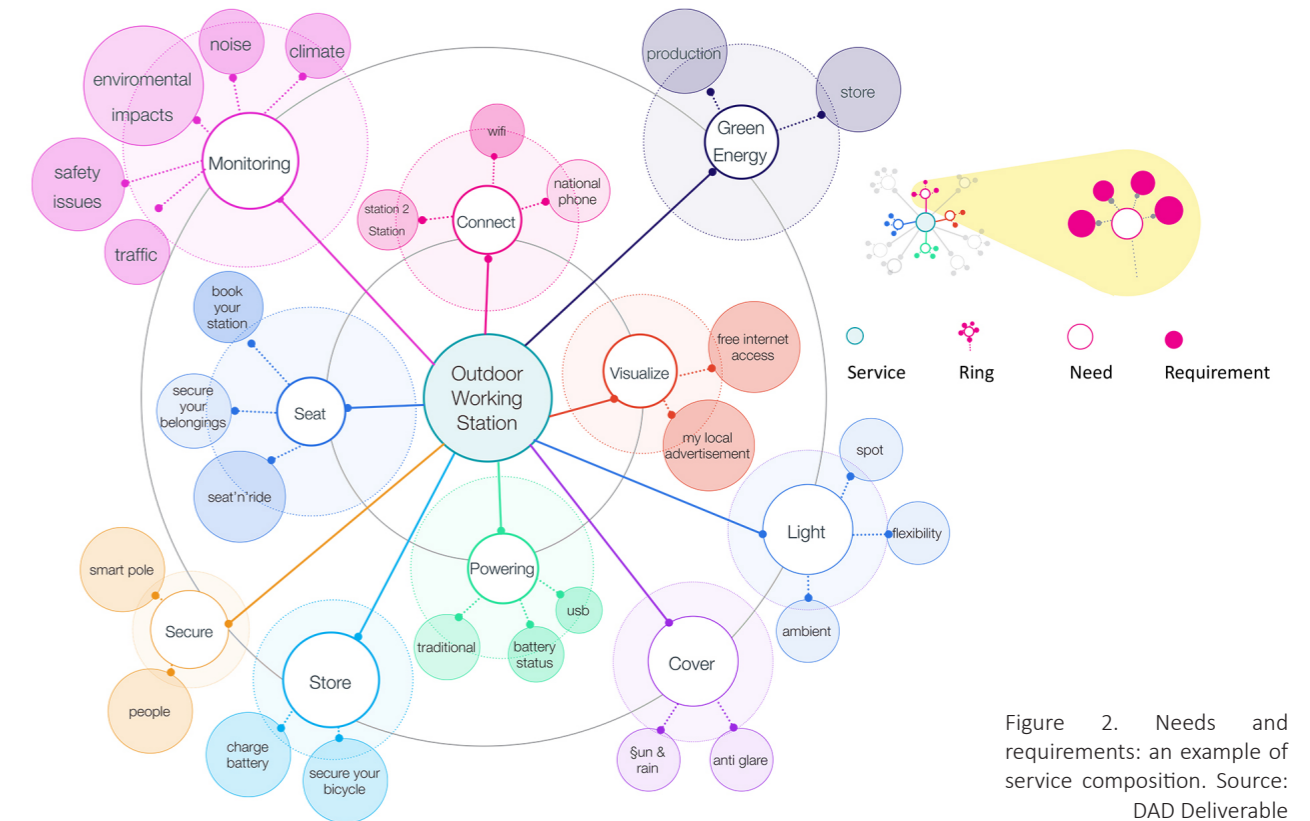 noise
climate
enviromental
impacts
Monitoring
safety
issues
traffic
wifi
station 2
Station
national
phone
Connect
production
store
Green
Energy
book
your
station
secure
your
belongings
seat'n'ride
Seat
Outdoor
Working
Station
Visualize
free internet
access
my local
advertisement
Service
Ring
Need
Requirement
spot
Light
flexibility
ambient
smart pole
Secure
people
Store
charge
battery
secure your
bicycle
Powering
traditional
battery
status
usb
Cover
§un &
rain
anti glare
Figure 2. Needs and
requirements: an example of
service composition. Source:
DAD Deliverable